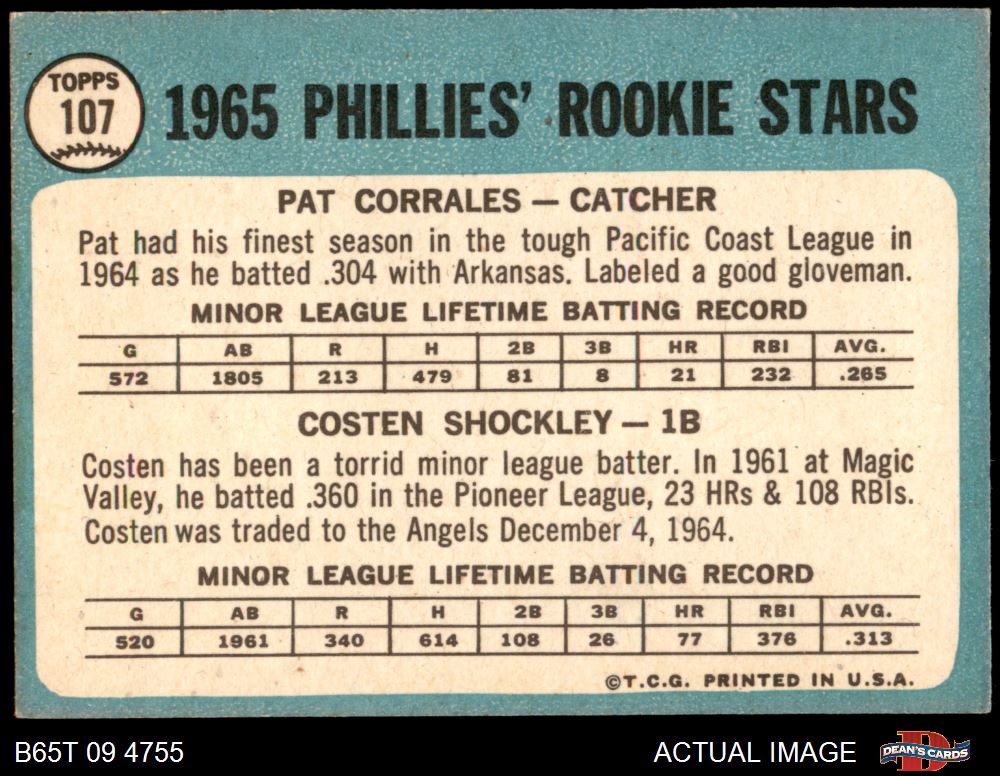 TOPPS
107
1965 PHILLIES' ROOKIE STARS
PAT CORRALES — CATCHER
Pat had his finest season in the tough Pacific Coast League in
1964 as he batted .304 with Arkansas. Labeled a good gloveman.
MINOR LEAGUE LIFETIME BATTING RECORD
G AB R H 2B 3B HR RBI AVG.
572 1805 213 479 81 8 21 232 .265
COSTEN SHOCKLEY — 1B
Costen has been a torrid minor league batter. In 1961 at Magic
Valley, he batted .360 in the Pioneer League, 23 HRs & 108 RBIs.
Costen was traded to the Angels December 4, 1964.
MINOR LEAGUE LIFETIME BATTING RECORD
G AB R H 2B 3B HR RBI AVG.
520 1961 340 614 108 26 77 376 .313
©T.C.G. PRINTED IN U.S.A.
B65T 09 4755
ACTUAL IMAGE
D
DEAN'S CARDS